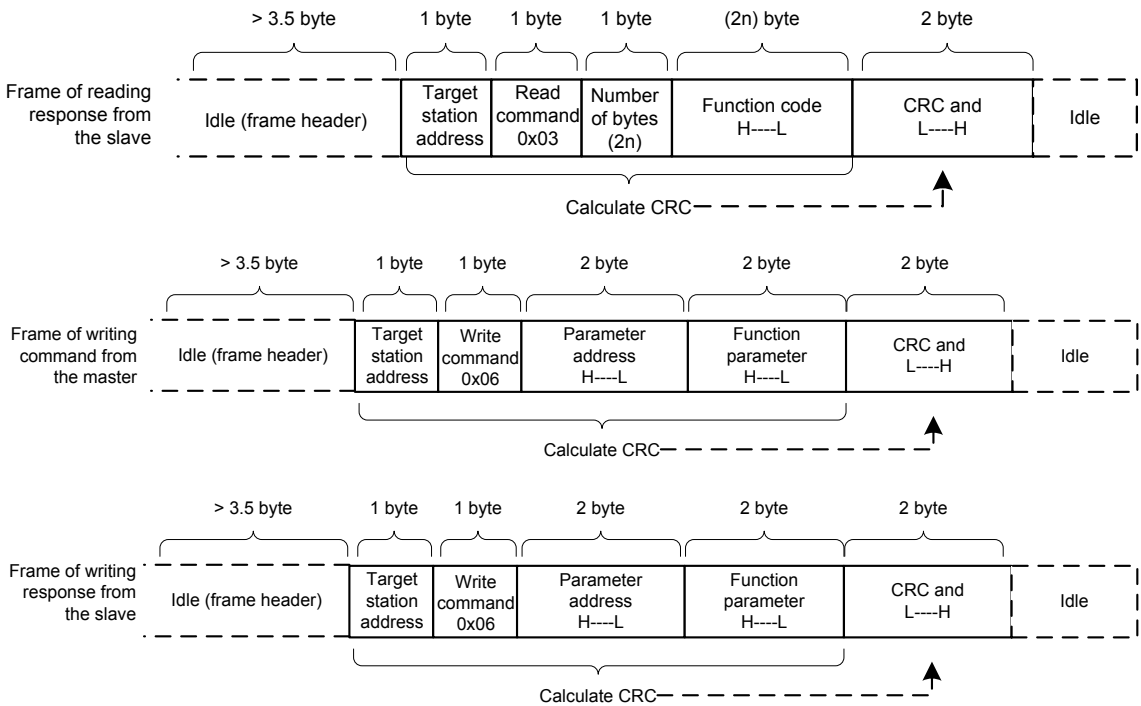 > 3.5 byte 1 byte 1 byte 1 byte (2n) byte 2 byte
Frame of reading
response from
the slave
Idle (frame header)
Target
station
address
Read
command
0x03
Number
of bytes
(2n)
Function code
H----L
CRC and
L----H
Idle
Calculate CRC
> 3.5 byte 1 byte 1 byte 2 byte 2 byte 2 byte
Frame of writing
command from
the master
Idle (frame header)
Target
station
address
Write
command
0x06
Parameter
address
H----L
Function
parameter
H----L
CRC and
L----H
Idle
Calculate CRC
> 3.5 byte 1 byte 1 byte 2 byte 2 byte 2 byte
Frame of writing
response from
the slave
Idle (frame header)
Target
station
address
Write
command
0x06
Parameter
address
H----L
Function
parameter
H----L
CRC and
L----H
Idle
Calculate CRC